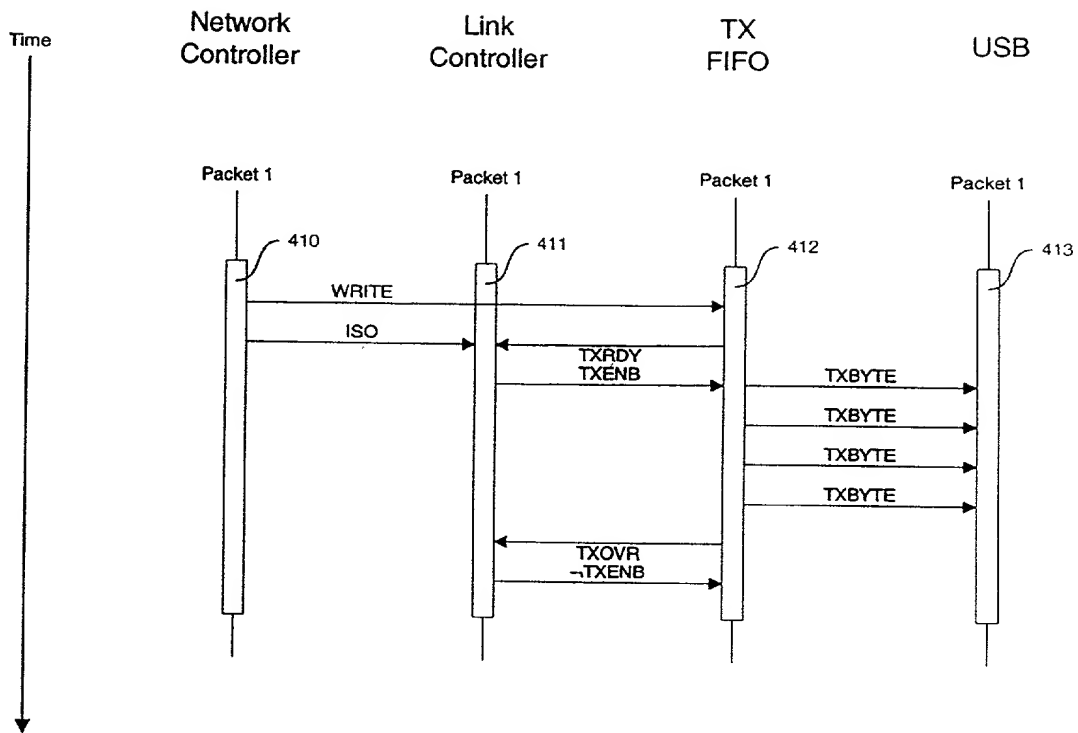 Time
Network
Controller
Link
Controller
TX
FIFO
USB
Packet 1
Packet 1
Packet 1
Packet 1
410
411
412
413
WRITE
ISO
TXRDY
TXENB
TXBYTE
TXBYTE
TXBYTE
TXBYTE
TXOVR
¬TXENB